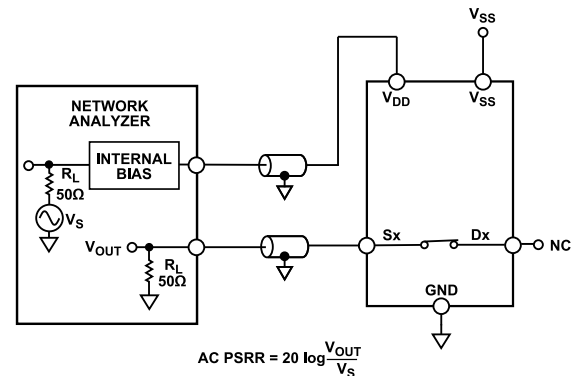 VSS
NETWORK
ANALYZER
VDD
VSS
INTERNAL
BIAS
RL
50Ω
VS
VOUT
RL
50Ω
Sx
Dx
NC
GND
AC PSRR = 20 log VOUT/VS